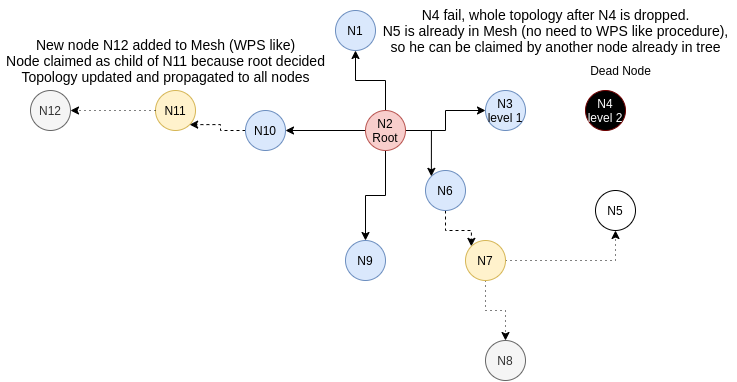 N4 fail, whole topology after N4 is dropped.
N5 is already in Mesh (no need to WPS like procedure),
so he can be claimed by another node already in tree
New node N12 added to Mesh (WPS like)
Node claimed as child of N11 because root decided
Topology updated and propagated to all nodes
Dead Node
N1
N12
N11
N10
N2
Root
N3
level 1
N4
level 2
N6
N5
N9
N7
N8